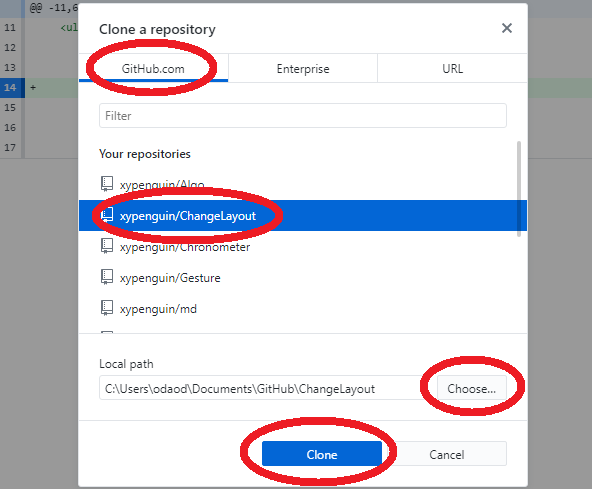 @@ -11,6
Clone a repository
11 <ul
12
13
GitHub.com Enterprise URL
14 +
15
Filter
16
17
Your repositories
xypenguin/Algo
xypenguin/ChangeLayout
xypenguin/Chronometer
xypenguin/Gesture
xypenguin/md
Local path
C:\Users\odaod\Documents\GitHub\ChangeLayout Choose...
Clone Cancel